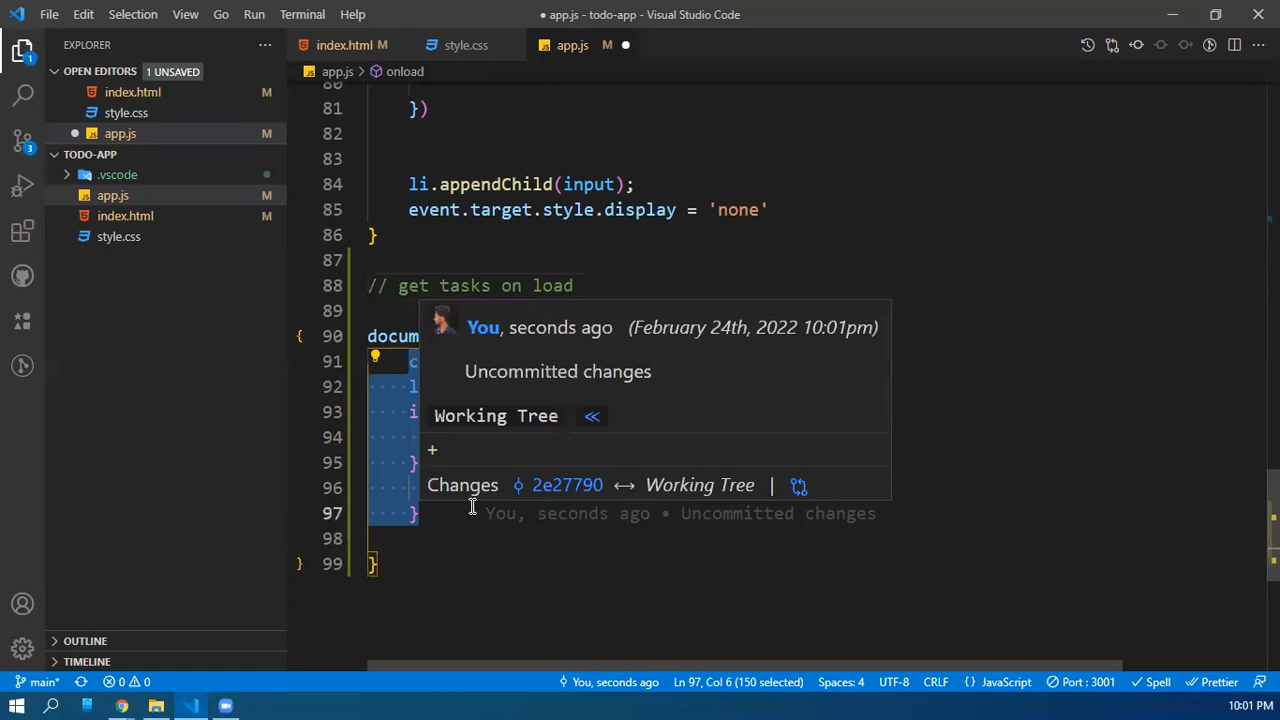 File Edit Selection View Go Run Terminal Help
● app.js - todo-app - Visual Studio Code
EXPLORER
index.html M
style.css
app.js M
OPEN EDITORS 1 UNSAVED
app.js > onload
index.html M
style.css
app.js M
TODO-APP
.vscode
app.js M
index.html M
style.css
OUTLINE
TIMELINE
80
81 })
82
83
84 li.appendChild(input);
85 event.target.style.display = 'none'
86 }
87
88 // get tasks on load
89
90 docum
91 c
92 l
93 i
94
95 }
96
97 } You, seconds ago • Uncommitted changes
98
99 }
You, seconds ago (February 24th, 2022 10:01pm)
Uncommitted changes
Working Tree
+
Changes 2e27790 ↔ Working Tree |
1
3
main*
0 0
You, seconds ago Ln 97, Col 6 (150 selected) Spaces: 4 UTF-8 CRLF {} JavaScript Port : 3001 Spell Prettier
10:01 PM